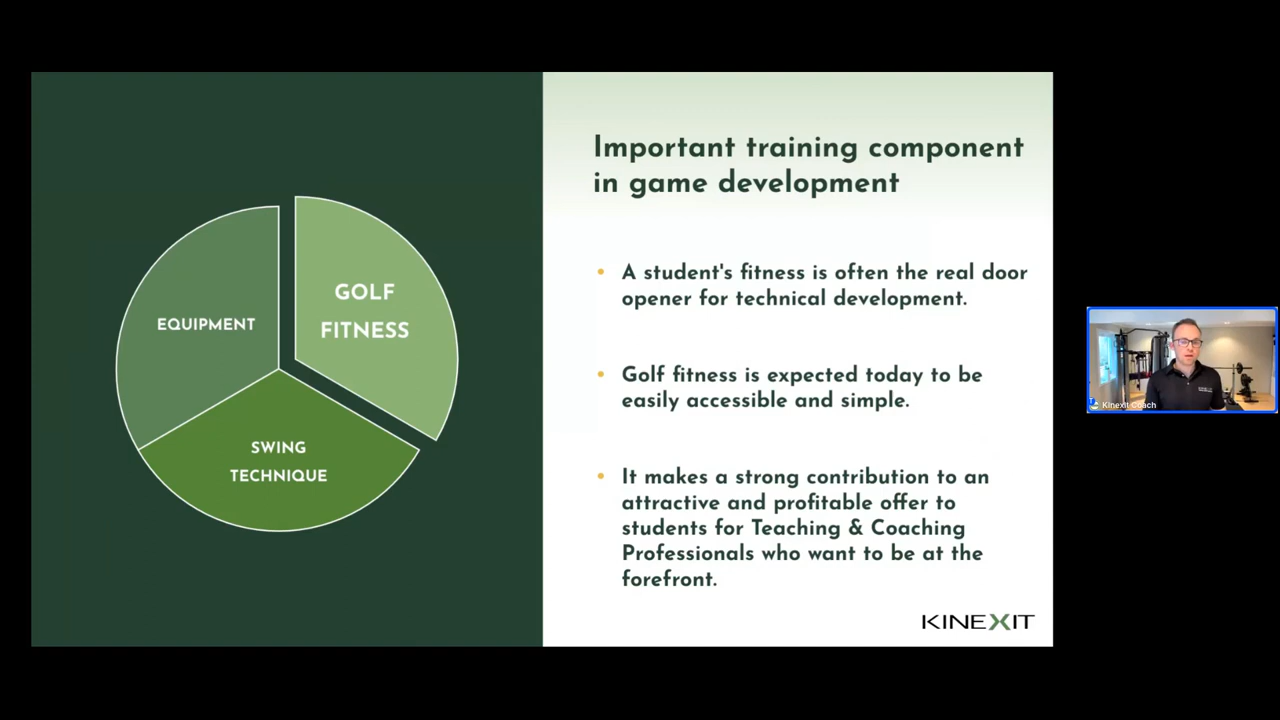 Important training component
in game development
EQUIPMENT
GOLF
FITNESS
SWING
TECHNIQUE
• A student's fitness is often the real door
opener for technical development.
• Golf fitness is expected today to be
easily accessible and simple.
• It makes a strong contribution to an
attractive and profitable offer to
students for Teaching & Coaching
Professionals who want to be at the
forefront.
KINEXIT
Kinexit Coach